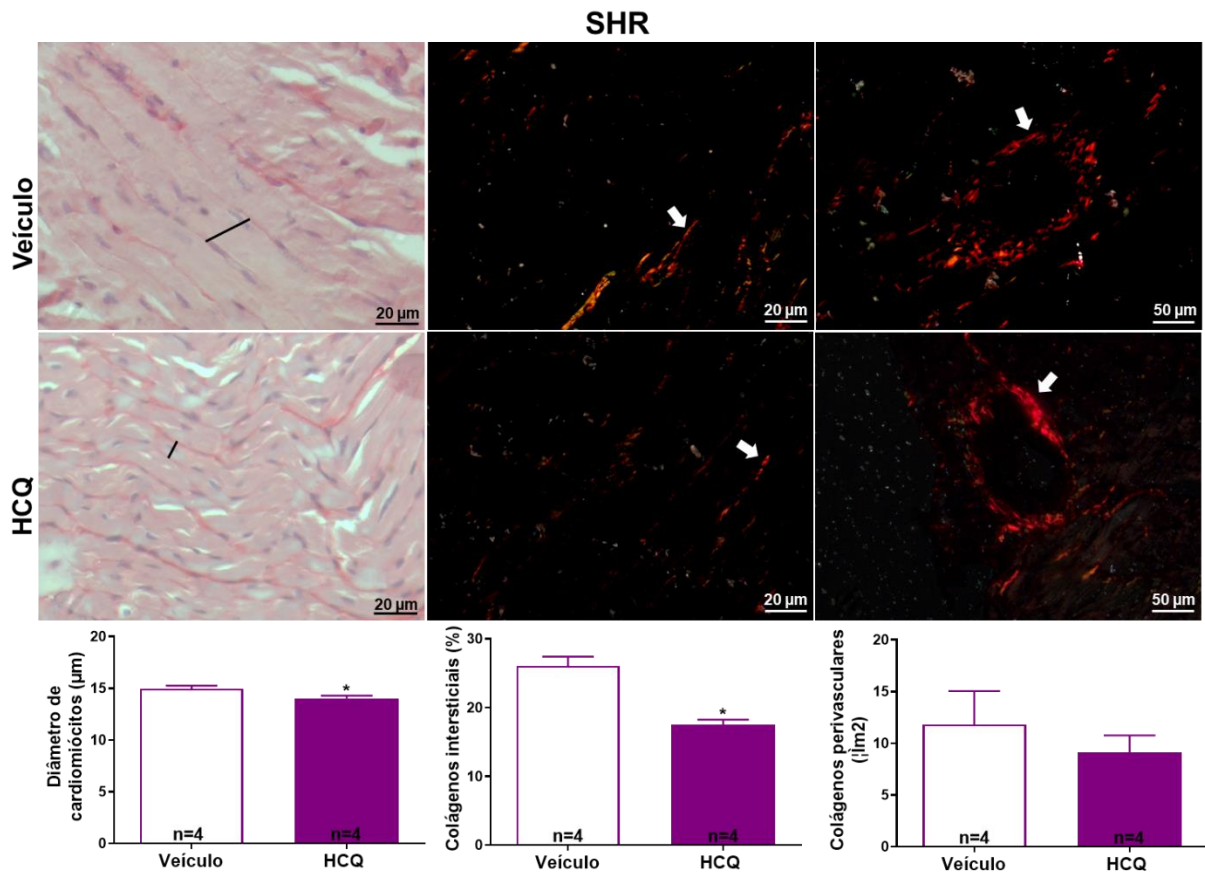 SHR
Veículo
20 µm
20 µm
50 µm
HCQ
20 µm
20 µm
50 µm
Diâmetro de
cardiomiócitos (µm)
20
15
10
5
0
n=4
n=4
*
Veículo
HCQ
Colágenos intersticiais (%)
30
20
10
0
n=4
n=4
*
Veículo
HCQ
Colágenos perivasculares
(¦Ìm2)
20
15
10
5
0
n=4
n=4
Veículo
HCQ